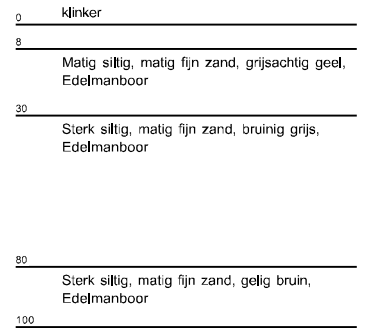 0 klinker
8
Matig siltig, matig fijn zand, grijsachtig geel,
Edelmanboor
30
Sterk siltig, matig fijn zand, bruinig grijs,
Edelmanboor
80
Sterk siltig, matig fijn zand, gelig bruin,
Edelmanboor
100